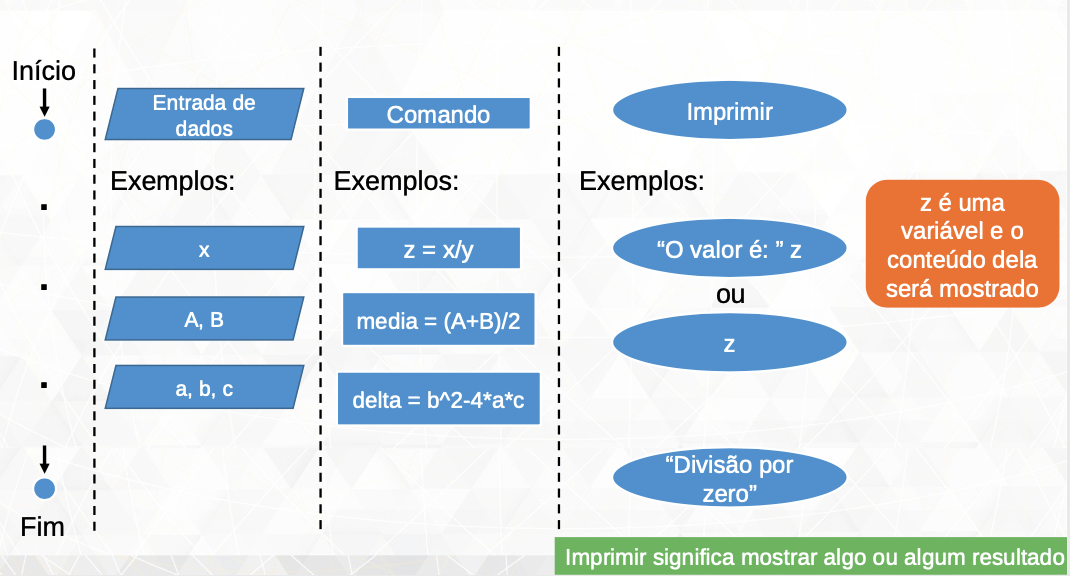 Início
Fim
Entrada de
dados
Exemplos:
x
A, B
a, b, c
Comando
Exemplos:
z = x/y
media = (A+B)/2
delta = b^2-4*a*c
Imprimir
Exemplos:
“O valor é: ” z
ou
z
“Divisão por
zero”
z é uma
variável e o
conteúdo dela
será mostrado
Imprimir significa mostrar algo ou algum resultado